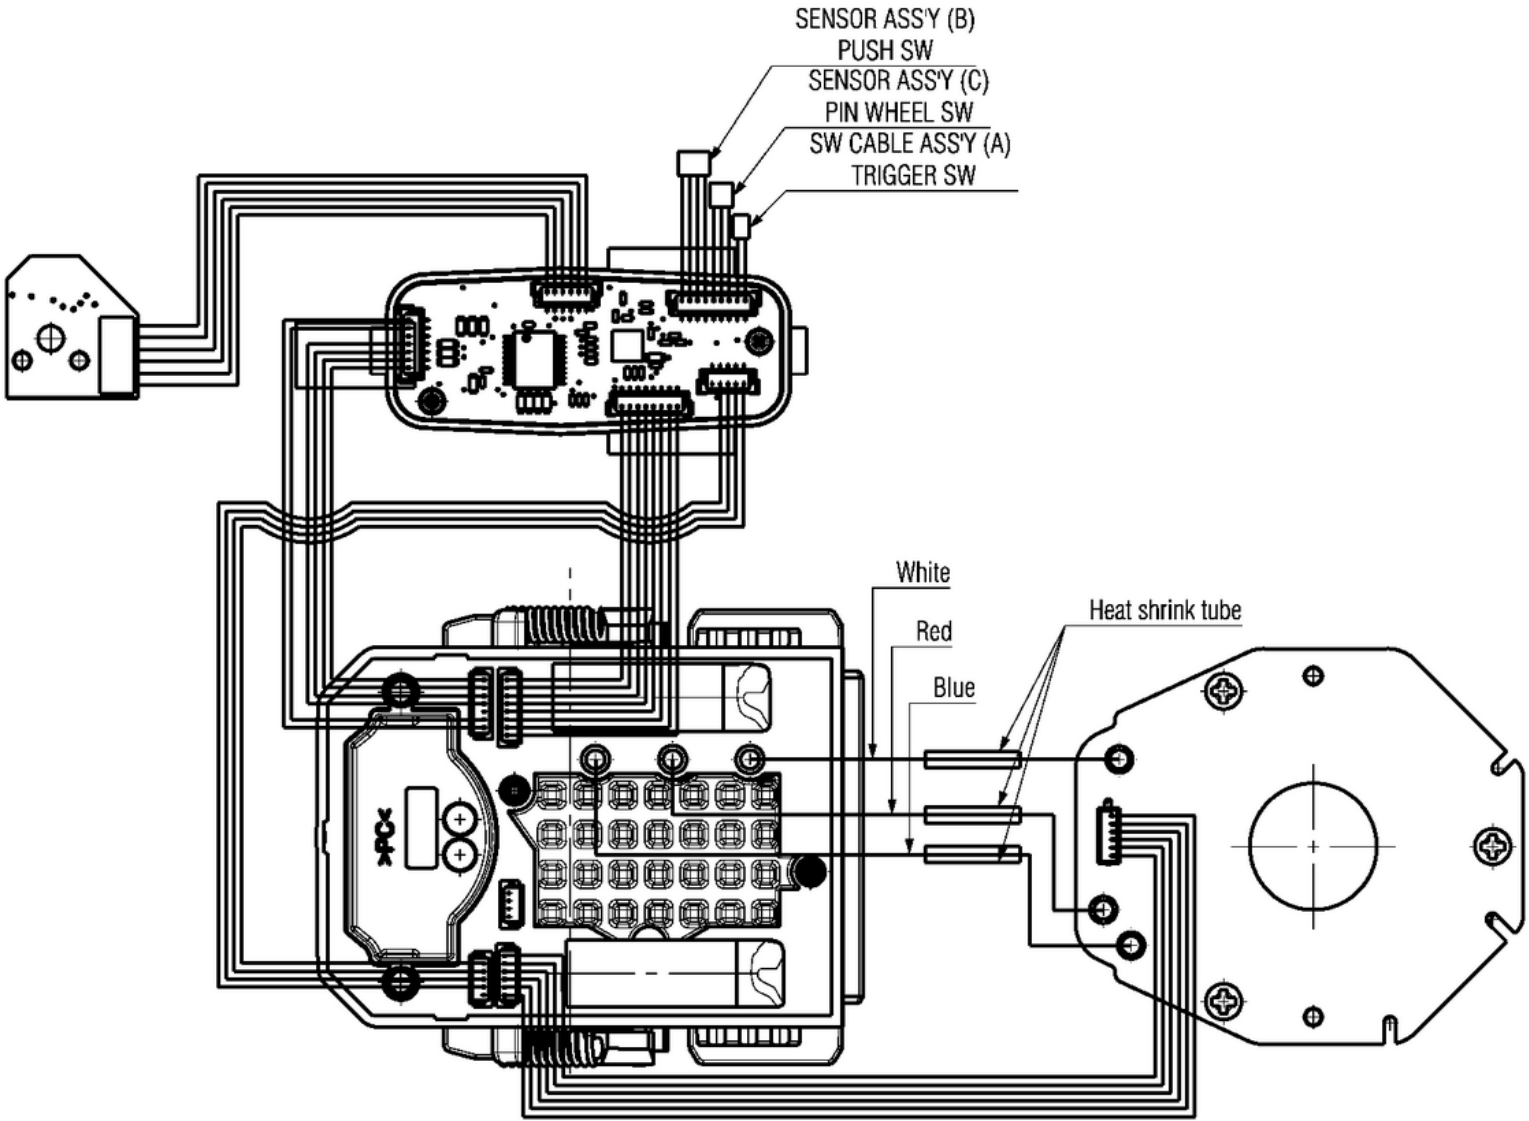 SENSOR ASS'Y (B)
PUSH SW
SENSOR ASS'Y (C)
PIN WHEEL SW
SW CABLE ASS'Y (A)
TRIGGER SW
White
Heat shrink tube
Red
Blue
>PC<